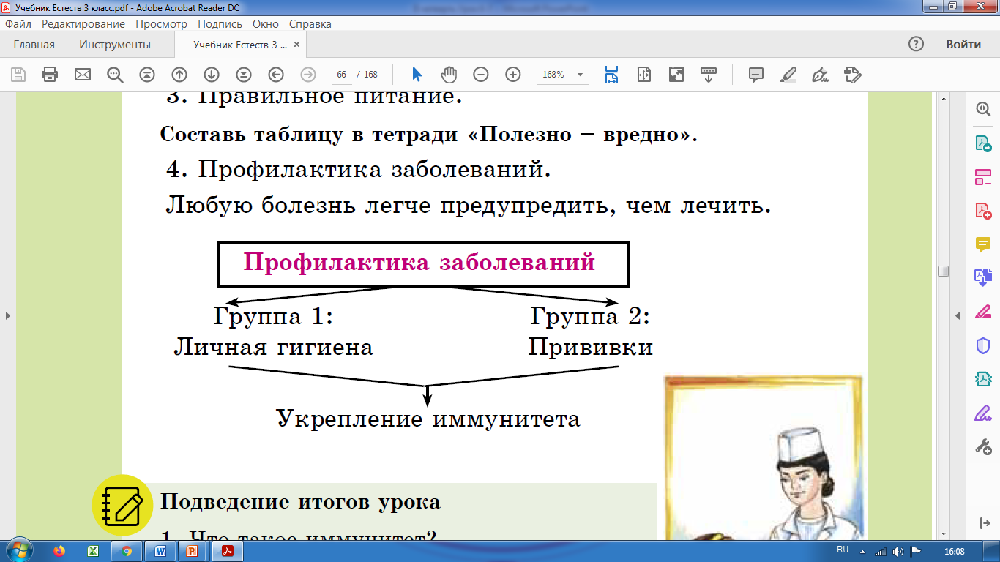 Учебник Естеств 3 класс.pdf - Adobe Acrobat Reader DC
Файл Редактирование Просмотр Подпись Окно Справка
Главная Инструменты Учебник Естеств 3 ... × Войти
66 / 168 168%
3. Правильное питание.
Составь таблицу в тетради «Полезно – вредно».
4. Профилактика заболеваний.
Любую болезнь легче предупредить, чем лечить.
Профилактика заболеваний
Группа 1: Группа 2:
Личная гигиена Прививки
Укрепление иммунитета
Подведение итогов урока
1. Что такое иммунитет?
RU 16:08